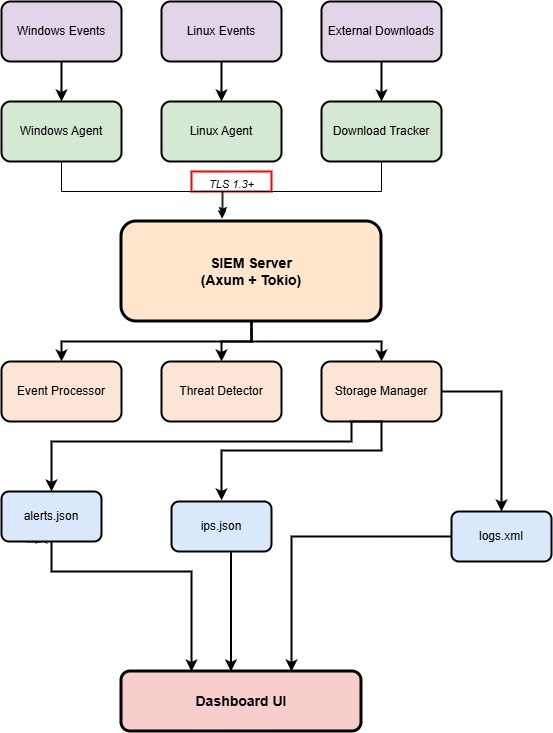 Windows Events
Linux Events
External Downloads
Windows Agent
Linux Agent
Download Tracker
TLS 1.3+
SIEM Server
(Axum + Tokio)
Event Processor
Threat Detector
Storage Manager
alerts.json
ips.json
logs.xml
Dashboard UI